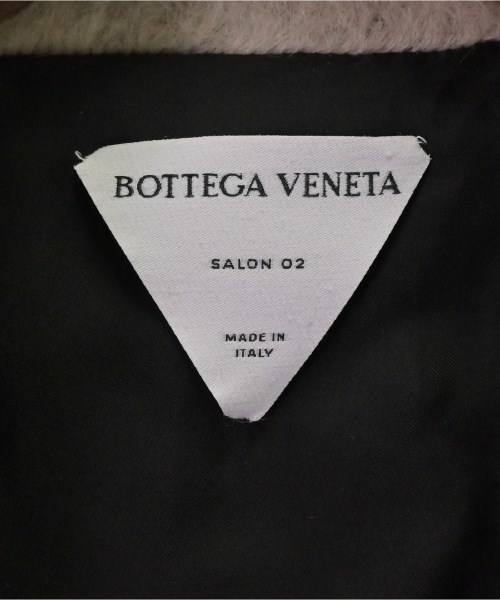 BOTTEGA VENETA
SALON 02
MADE IN
ITALY